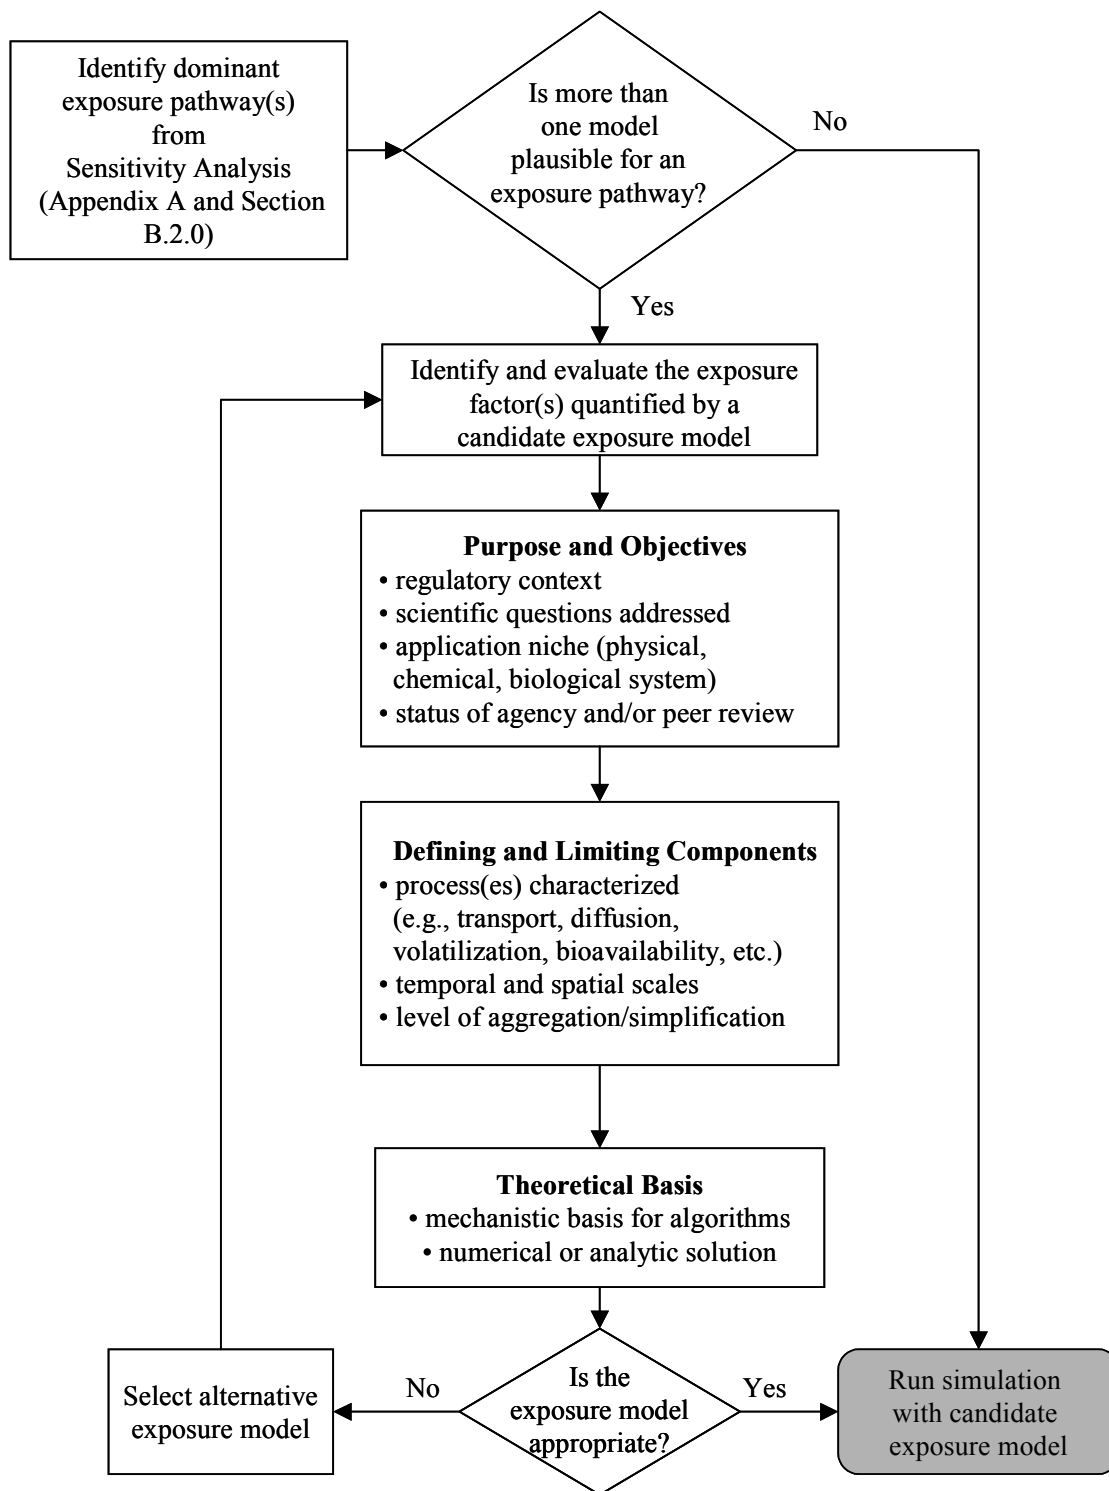 Identify dominant
exposure pathway(s)
from
Sensitivity Analysis
(Appendix A and Section
B.2.0)
Is more than
one model
plausible for an
exposure pathway?
No
Yes
Identify and evaluate the exposure
factor(s) quantified by a
candidate exposure model
Purpose and Objectives
• regulatory context
• scientific questions addressed
• application niche (physical,
chemical, biological system)
• status of agency and/or peer review
Defining and Limiting Components
• process(es) characterized
(e.g., transport, diffusion,
volatilization, bioavailability, etc.)
• temporal and spatial scales
• level of aggregation/simplification
Theoretical Basis
• mechanistic basis for algorithms
• numerical or analytic solution
Select alternative
exposure model
No
Is the
exposure model
appropriate?
Yes
Run simulation
with candidate
exposure model